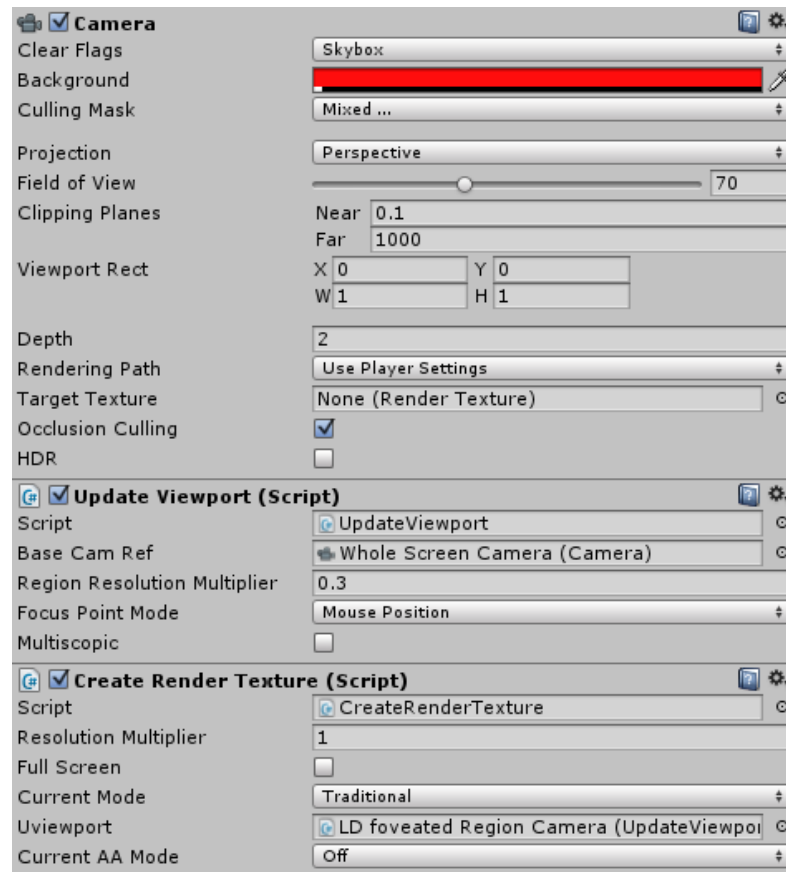 Camera
Clear Flags Skybox
Background
Culling Mask Mixed ...
Projection Perspective
Field of View 70
Clipping Planes Near 0.1
Far 1000
Viewport Rect X 0 Y 0
W 1 H 1
Depth 2
Rendering Path Use Player Settings
Target Texture None (Render Texture)
Occlusion Culling
HDR
Update Viewport (Script)
Script UpdateViewport
Base Cam Ref Whole Screen Camera (Camera)
Region Resolution Multiplier 0.3
Focus Point Mode Mouse Position
Multiscopic
Create Render Texture (Script)
Script CreateRenderTexture
Resolution Multiplier 1
Full Screen
Current Mode Traditional
Uviewport LD foveated Region Camera (UpdateViewpor
Current AA Mode Off